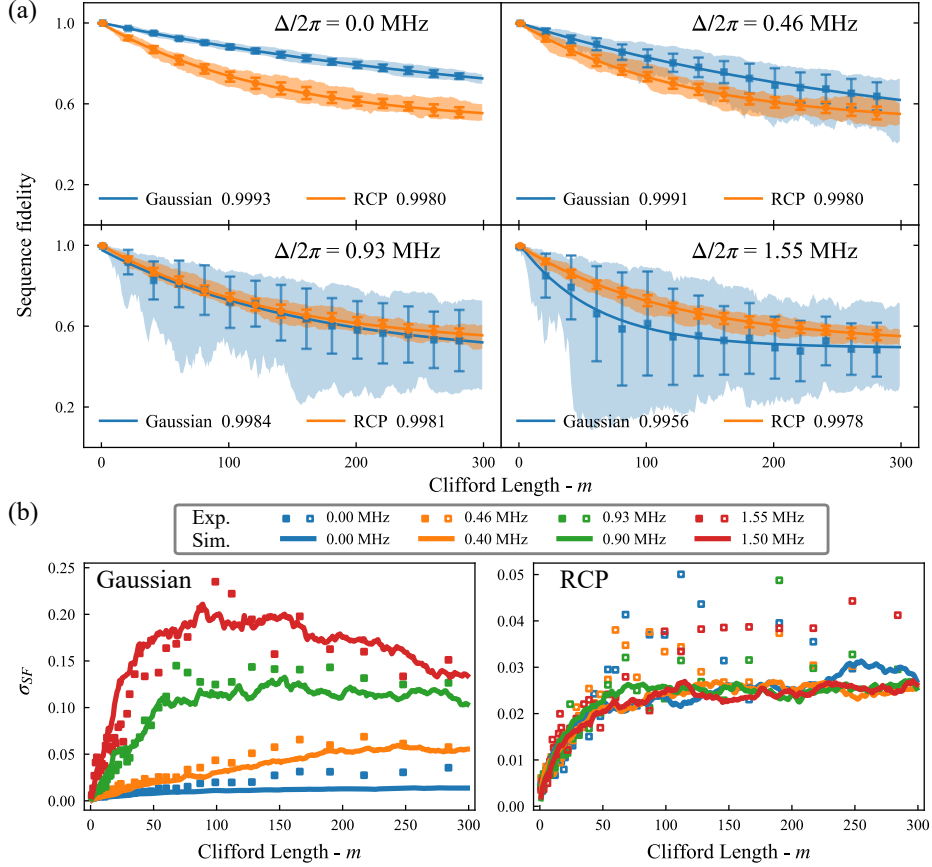 (a)
Δ/2π = 0.0 MHz
Δ/2π = 0.46 MHz
1.0
0.6
0.2
Gaussian 0.9993
RCP 0.9980
Gaussian 0.9991
RCP 0.9980
Sequence fidelity
Δ/2π = 0.93 MHz
Δ/2π = 1.55 MHz
1.0
0.6
0.2
Gaussian 0.9984
RCP 0.9981
Gaussian 0.9956
RCP 0.9978
0 100 200 300 0 100 200 300
Clifford Length - m
(b)
Exp. 0.00 MHz 0.46 MHz 0.93 MHz 1.55 MHz
Sim. 0.00 MHz 0.40 MHz 0.90 MHz 1.50 MHz
Gaussian
0.25
0.20
0.15
0.10
0.05
0.00
σSF
0 50 100 150 200 250 300
Clifford Length - m
RCP
0.05
0.04
0.03
0.02
0.01
0.00
0 50 100 150 200 250 300
Clifford Length - m